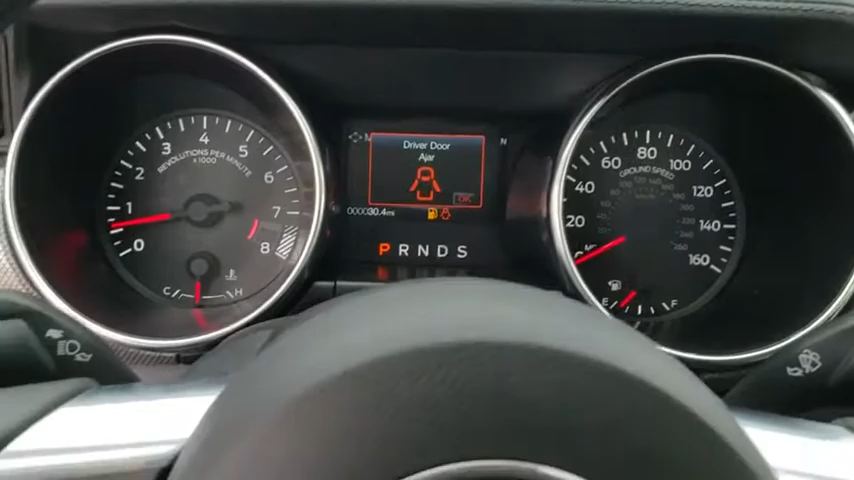 Driver Door
Ajar
OK
N
000030.4mi
P R N D S
0 1 2 3 4 5 6 7 8
REVOLUTIONS PER MINUTE
x1000
C H
20 40 60 80 100 120 140 160
GROUND SPEED
E F